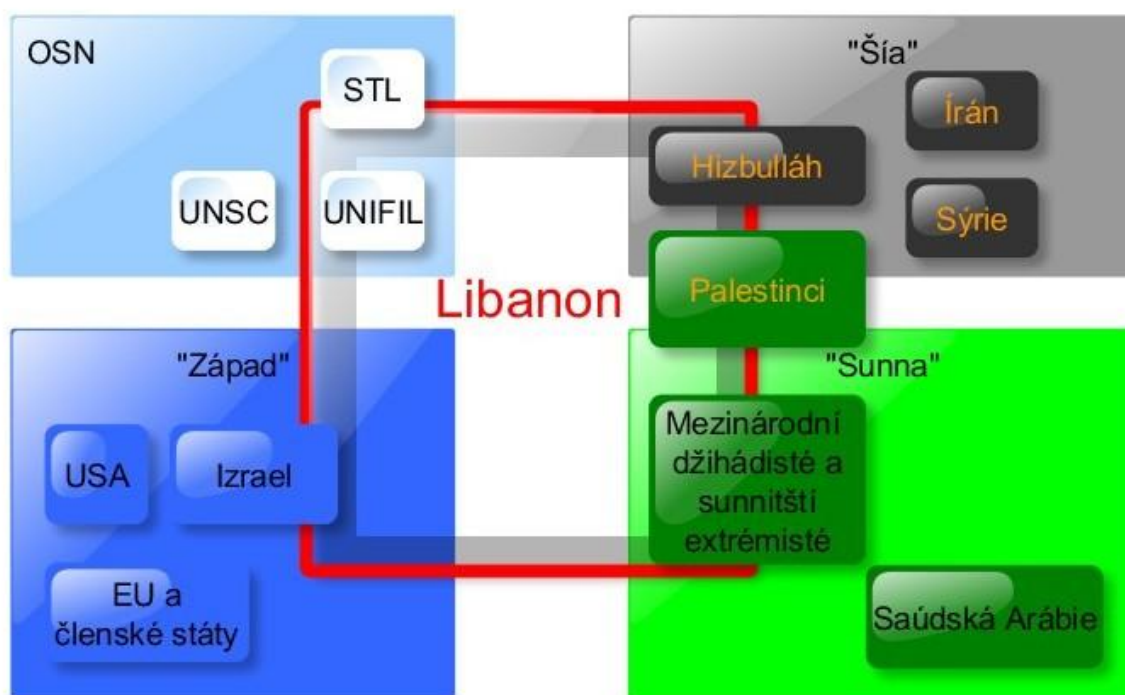 OSN
STL
UNSC
UNIFIL
"Šía"
Írán
Hizbulláh
Sýrie
Palestinci
Libanon
"Západ"
USA
Izrael
EU a
členské státy
"Sunna"
Mezinárodní
džihádisté a
sunnitští
extrémisté
Saúdská Arábie